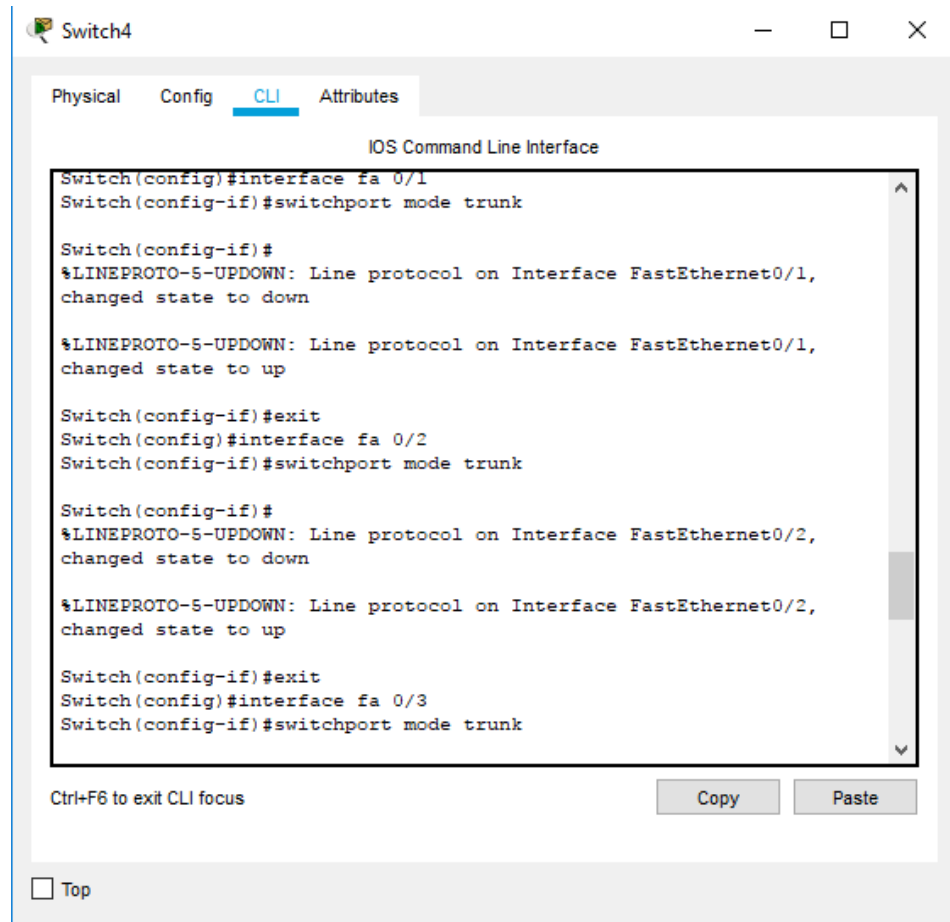 Switch4
Physical Config CLI Attributes
IOS Command Line Interface
Switch(config)#interface fa 0/1
Switch(config-if)#switchport mode trunk
Switch(config-if)#
%LINEPROTO-5-UPDOWN: Line protocol on Interface FastEthernet0/1,
changed state to down
%LINEPROTO-5-UPDOWN: Line protocol on Interface FastEthernet0/1,
changed state to up
Switch(config-if)#exit
Switch(config)#interface fa 0/2
Switch(config-if)#switchport mode trunk
Switch(config-if)#
%LINEPROTO-5-UPDOWN: Line protocol on Interface FastEthernet0/2,
changed state to down
%LINEPROTO-5-UPDOWN: Line protocol on Interface FastEthernet0/2,
changed state to up
Switch(config-if)#exit
Switch(config)#interface fa 0/3
Switch(config-if)#switchport mode trunk
Ctrl+F6 to exit CLI focus
Copy Paste
Top